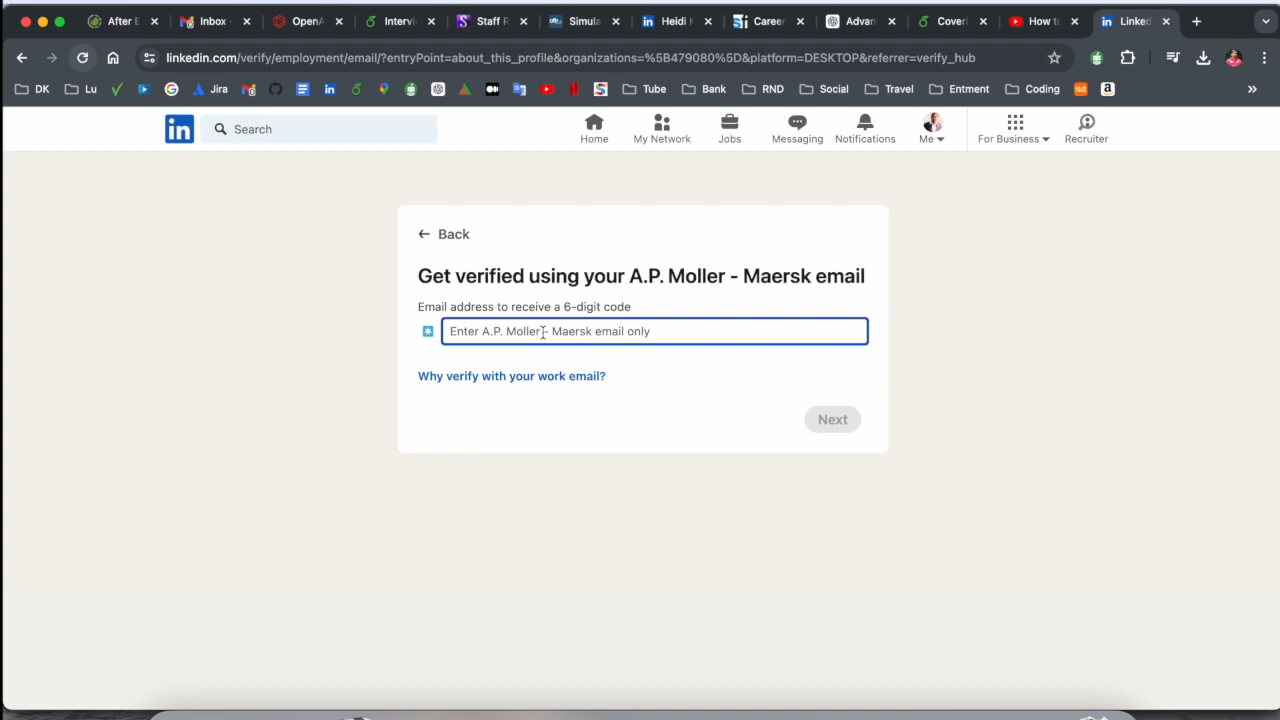 After E
Inbox
OpenA
Intervi
Staff R
Simula
Heidi K
Career
Advan
Coveri
How to
Linked
linkedin.com/verify/employment/email/?entryPoint=about_this_profile&organizations=%5B479080%5D&platform=DESKTOP&referrer=verify_hub
DK
Lu
Jira
Tube
Bank
RND
Social
Travel
Entment
Coding
in
Search
Home
My Network
Jobs
Messaging
Notifications
Me
For Business
Recruiter
Back
Get verified using your A.P. Moller - Maersk email
Email address to receive a 6-digit code
Enter A.P. Moller - Maersk email only
Why verify with your work email?
Next